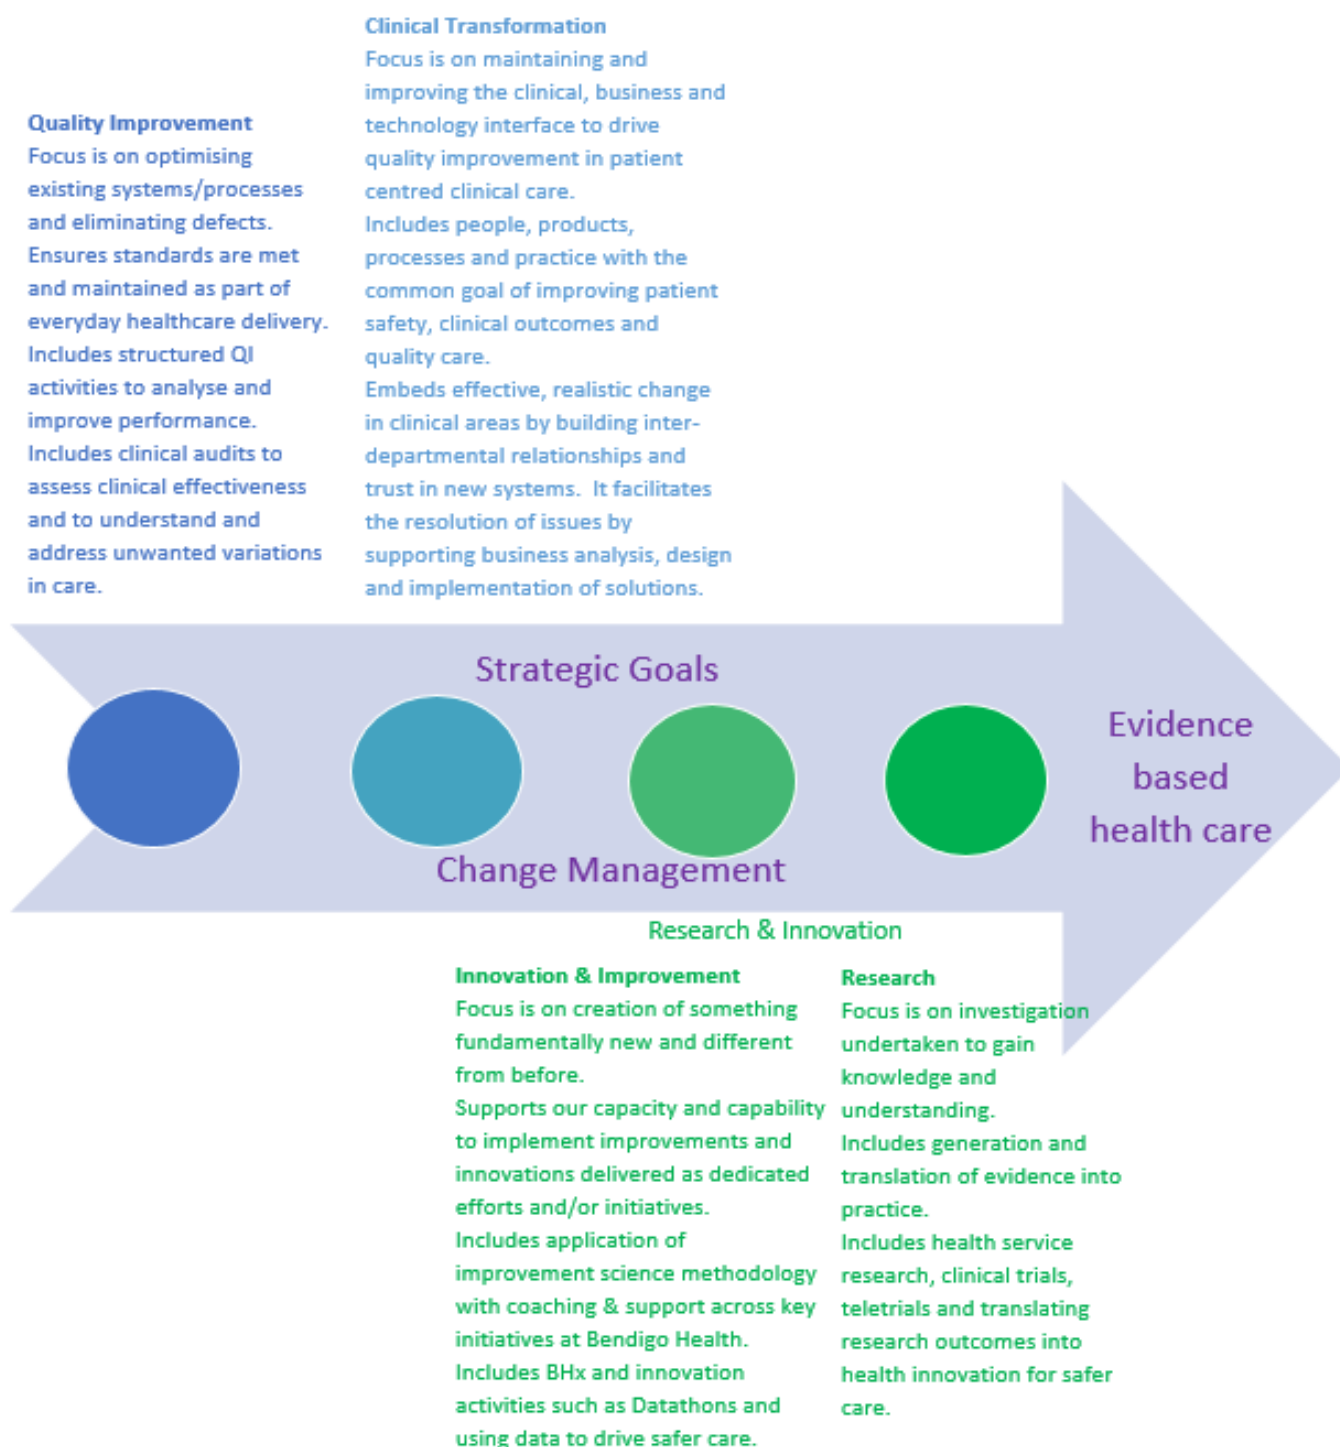 Clinical Transformation
Focus is on maintaining and
improving the clinical, business and
technology interface to drive
quality improvement in patient
centred clinical care.
Includes people, products,
processes and practice with the
common goal of improving patient
safety, clinical outcomes and
quality care.
Embeds effective, realistic change
in clinical areas by building inter-
departmental relationships and
trust in new systems.  It facilitates
the resolution of issues by
supporting business analysis, design
and implementation of solutions.
Quality Improvement
Focus is on optimising
existing systems/processes
and eliminating defects.
Ensures standards are met
and maintained as part of
everyday healthcare delivery.
Includes structured QI
activities to analyse and
improve performance.
Includes clinical audits to
assess clinical effectiveness
and to understand and
address unwanted variations
in care.
Strategic Goals
Change Management
Evidence
based
health care
Research & Innovation
Innovation & Improvement
Focus is on creation of something
fundamentally new and different
from before.
Supports our capacity and capability
to implement improvements and
innovations delivered as dedicated
efforts and/or initiatives.
Includes application of
improvement science methodology
with coaching & support across key
initiatives at Bendigo Health.
Includes BHx and innovation
activities such as Datathons and
using data to drive safer care.
Research
Focus is on investigation
undertaken to gain
knowledge and
understanding.
Includes generation and
translation of evidence into
practice.
Includes health service
research, clinical trials,
teletrials and translating
research outcomes into
health innovation for safer
care.